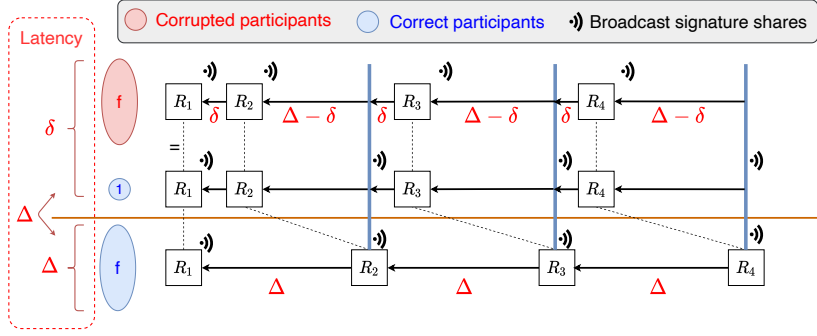 Corrupted participants Correct participants Broadcast signature shares
Latency
f
R1 R2 R3 R4
δ δ Δ − δ δ Δ − δ δ Δ − δ
=
1
R1 R2 R3 R4
Δ
Δ f
R1 R2 R3 R4
Δ Δ Δ